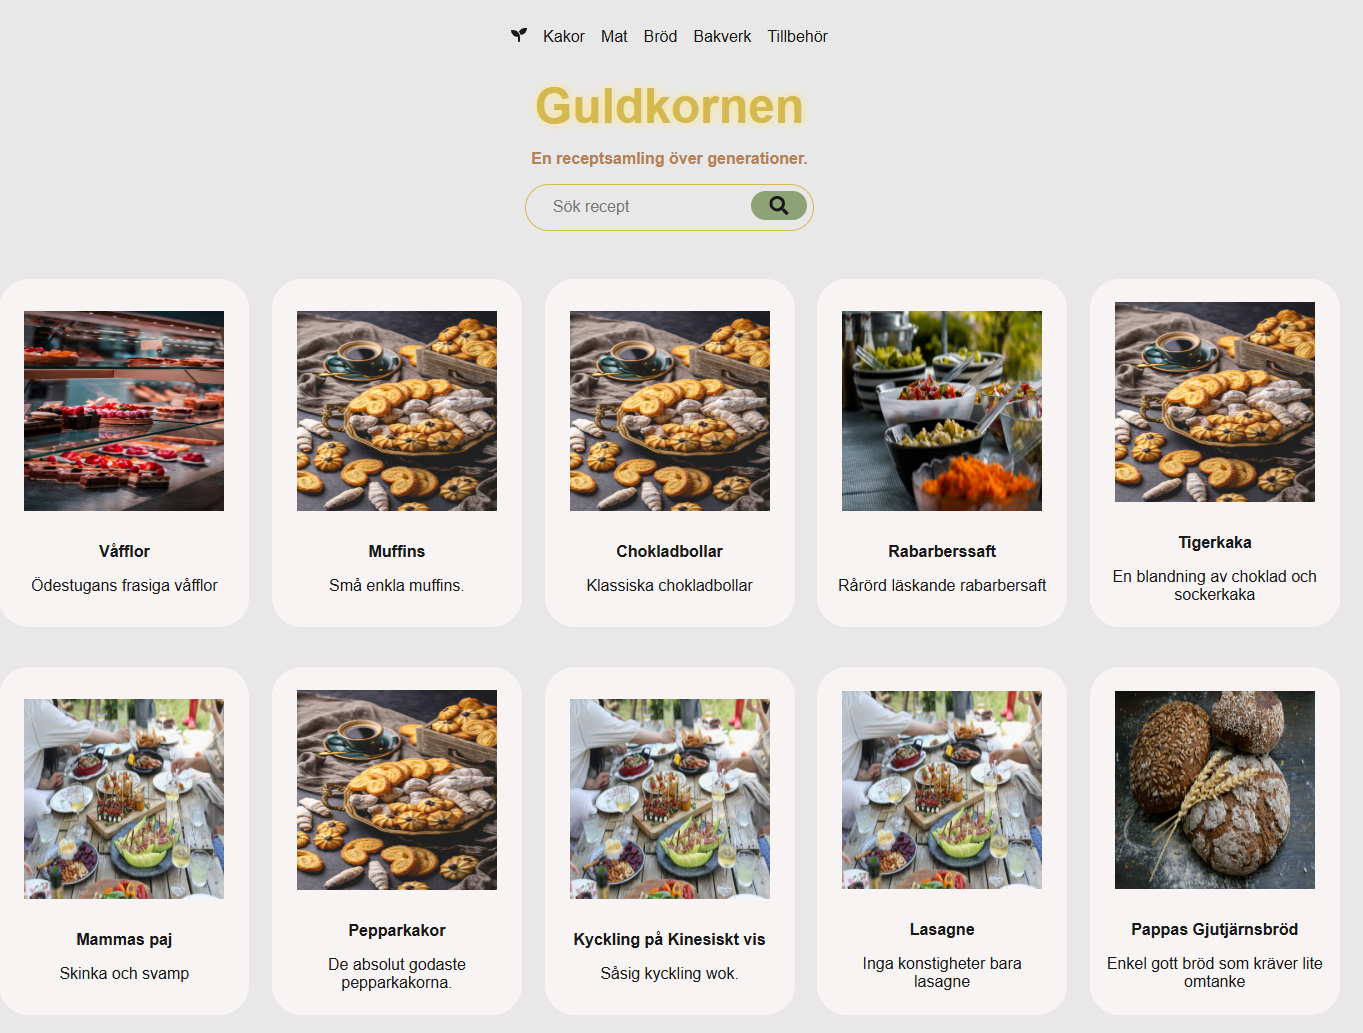 Kakor Mat Bröd Bakverk Tillbehör
Guldkornen
En receptsamling över generationer.
Sök recept
Våfflor
Ödestugans frasiga våfflor
Muffins
Små enkla muffins.
Chokladbollar
Klassiska chokladbollar
Rabarberssaft
Rårörd läskande rabarbersaft
Tigerkaka
En blandning av choklad och
sockerkaka
Mammas paj
Skinka och svamp
Pepparkakor
De absolut godaste
pepparkakorna.
Kyckling på Kinesiskt vis
Såsig kyckling wok.
Lasagne
Inga konstigheter bara
lasagne
Pappas Gjutjärnsbröd
Enkel gott bröd som kräver lite
omtanke